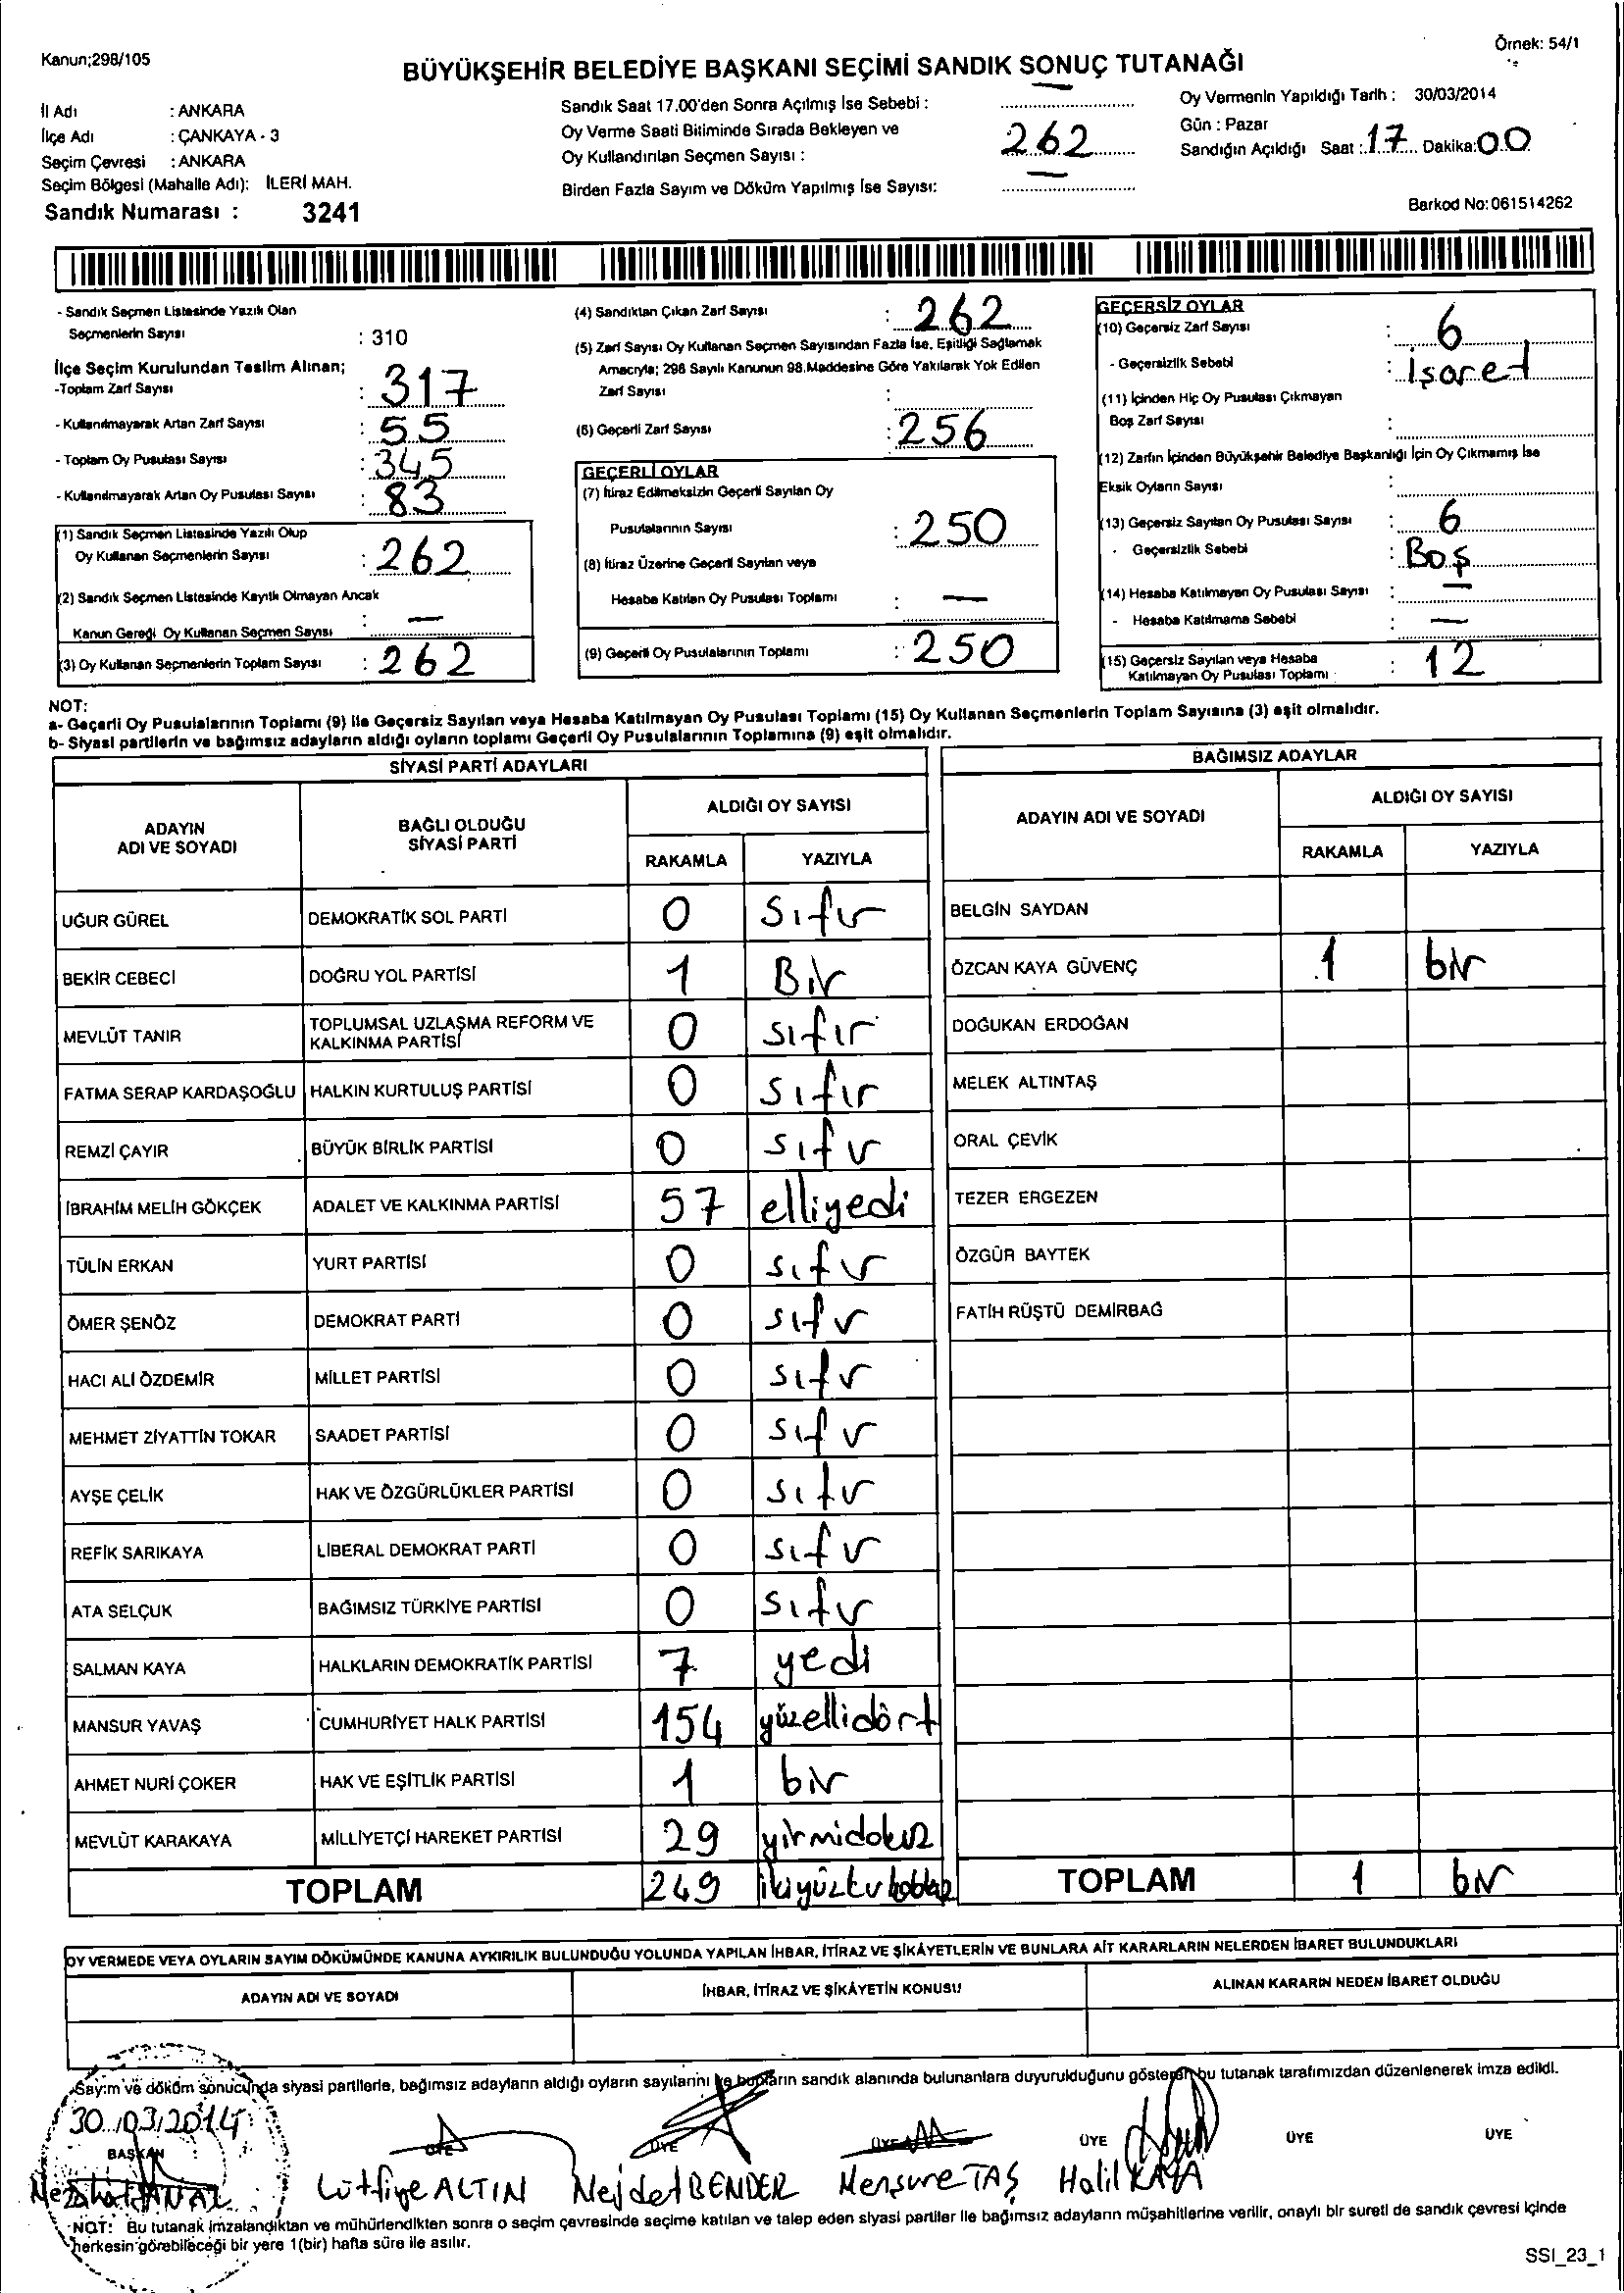 Kanun;298/105
Örnek: 54/1
BÜYÜKŞEHİR BELEDİYE BAŞKANI SEÇİMİ SANDIK SONUÇ TUTANAĞI
İl Adı : ANKARA
İlçe Adı : ÇANKAYA - 3
Seçim Çevresi : ANKARA
Seçim Bölgesi (Mahalle Adı): İLERİ MAH.
Sandık Numarası : 3241
Sandık Saat 17.00'den Sonra Açılmış İse Sebebi : —
Oy Verme Saati Bitiminde Sırada Bekleyen ve
Oy Kullandırılan Seçmen Sayısı : 262
Birden Fazla Sayım ve Döküm Yapılmış İse Sayısı: —
Oy Vermenin Yapıldığı Tarih : 30/03/2014
Gün : Pazar
Sandığın Açıldığı Saat : 17 Dakika: 00
Barkod No: 061514262
- Sandık Seçmen Listesinde Yazılı Olan
Seçmenlerin Sayısı : 310
İlçe Seçim Kurulundan Teslim Alınan;
-Toplam Zarf Sayısı : 317
- Kullanılmayarak Artan Zarf Sayısı : 55
- Toplam Oy Pusulası Sayısı : 345
- Kullanılmayarak Artan Oy Pusulası Sayısı : 83
(1) Sandık Seçmen Listesinde Yazılı Olup
Oy Kullanan Seçmenlerin Sayısı : 262
(2) Sandık Seçmen Listesinde Kayıtlı Olmayan Ancak
Kanun Gereği Oy Kullanan Seçmen Sayısı : —
(3) Oy Kullanan Seçmenlerin Toplam Sayısı : 262
(4) Sandıktan Çıkan Zarf Sayısı : 262
(5) Zarf Sayısı Oy Kullanan Seçmen Sayısından Fazla İse, Eşitliği Sağlamak
Amacıyla; 298 Sayılı Kanunun 98.Maddesine Göre Yakılarak Yok Edilen
Zarf Sayısı :
(6) Geçerli Zarf Sayısı : 256
GEÇERLİ OYLAR
(7) İtiraz Edilmeksizin Geçerli Sayılan Oy
Pusulalarının Sayısı : 250
(8) İtiraz Üzerine Geçerli Sayılan veya
Hesaba Katılan Oy Pusulası Toplamı : —
(9) Geçerli Oy Pusulalarının Toplamı : 250
GEÇERSİZ OYLAR
(10) Geçersiz Zarf Sayısı : 6
- Geçersizlik Sebebi : İşaret
(11) İçinden Hiç Oy Pusulası Çıkmayan
Boş Zarf Sayısı :
(12) Zarfın İçinden Büyükşehir Belediye Başkanlığı İçin Oy Çıkmamış İse
Eksik Oyların Sayısı :
(13) Geçersiz Sayılan Oy Pusulası Sayısı : 6
- Geçersizlik Sebebi : Boş
(14) Hesaba Katılmayan Oy Pusulası Sayısı : —
- Hesaba Katılmama Sebebi : —
(15) Geçersiz Sayılan veya Hesaba
Katılmayan Oy Pusulası Toplamı : 12
NOT:
a- Geçerli Oy Pusulalarının Toplamı (9) ile Geçersiz Sayılan veya Hesaba Katılmayan Oy Pusulası Toplamı (15) Oy Kullanan Seçmenlerin Toplam Sayısına (3) eşit olmalıdır.
b- Siyasi partilerin ve bağımsız adayların aldığı oyların toplamı Geçerli Oy Pusulalarının Toplamına (9) eşit olmalıdır.
SİYASİ PARTİ ADAYLARI
ADAYIN ADI VE SOYADI
BAĞLI OLDUĞU SİYASİ PARTİ
ALDIĞI OY SAYISI
RAKAMLA YAZIYLA
UĞUR GÜREL DEMOKRATİK SOL PARTİ 0 Sıfır
BEKİR CEBECİ DOĞRU YOL PARTİSİ 1 Bir
MEVLÜT TANIR TOPLUMSAL UZLAŞMA REFORM VE KALKINMA PARTİSİ 0 sıfır
FATMA SERAP KARDAŞOĞLU HALKIN KURTULUŞ PARTİSİ 0 sıfır
REMZİ ÇAYIR BÜYÜK BİRLİK PARTİSİ 0 sıfır
İBRAHİM MELİH GÖKÇEK ADALET VE KALKINMA PARTİSİ 57 elliyedi
TÜLİN ERKAN YURT PARTİSİ 0 sıfır
ÖMER ŞENÖZ DEMOKRAT PARTİ 0 sıfır
HACI ALİ ÖZDEMİR MİLLET PARTİSİ 0 sıfır
MEHMET ZİYATTİN TOKAR SAADET PARTİSİ 0 sıfır
AYŞE ÇELİK HAK VE ÖZGÜRLÜKLER PARTİSİ 0 sıfır
REFİK SARIKAYA LİBERAL DEMOKRAT PARTİ 0 sıfır
ATA SELÇUK BAĞIMSIZ TÜRKİYE PARTİSİ 0 sıfır
SALMAN KAYA HALKLARIN DEMOKRATİK PARTİSİ 7 yedi
MANSUR YAVAŞ CUMHURİYET HALK PARTİSİ 154 yüzellidört
AHMET NURİ ÇOKER HAK VE EŞİTLİK PARTİSİ 1 bir
MEVLÜT KARAKAYA MİLLİYETÇİ HAREKET PARTİSİ 29 yirmidokuz
TOPLAM 249
BAĞIMSIZ ADAYLAR
ADAYIN ADI VE SOYADI
ALDIĞI OY SAYISI
RAKAMLA YAZIYLA
BELGİN SAYDAN
ÖZCAN KAYA GÜVENÇ 1 bir
DOĞUKAN ERDOĞAN
MELEK ALTINTAŞ
ORAL ÇEVİK
TEZER ERGEZEN
ÖZGÜR BAYTEK
FATİH RÜŞTÜ DEMİRBAĞ
TOPLAM 1 bir
OY VERMEDE VEYA OYLARIN SAYIM DÖKÜMÜNDE KANUNA AYKIRILIK BULUNDUĞU YOLUNDA YAPILAN İHBAR, İTİRAZ VE ŞİKÂYETLERİN VE BUNLARA AİT KARARLARIN NELERDEN İBARET BULUNDUKLARI
ADAYIN ADI VE SOYADI
İHBAR, İTİRAZ VE ŞİKÂYETİN KONUSU
ALINAN KARARIN NEDEN İBARET OLDUĞU
Sayım ve döküm sonucunda siyasi partilerle, bağımsız adayların aldığı oyların sayılarını ve bunların sandık alanında bulunanlara duyurulduğunu gösteren bu tutanak tarafımızdan düzenlenerek imza edildi.
30/03/2014
BAŞKAN ÜYE ÜYE ÜYE ÜYE ÜYE ÜYE
Lütfiye ALTIN Nejdet BENDER Mensure TAŞ Halil KAYA
NOT: Bu tutanak imzalandıktan ve mühürlendikten sonra o seçim çevresinde seçime katılan ve talep eden siyasi partiler ile bağımsız adayların müşahitlerine verilir, onaylı bir sureti de sandık çevresi içinde
herkesin görebileceği bir yere 1(bir) hafta süre ile asılır.
SSI_23_1